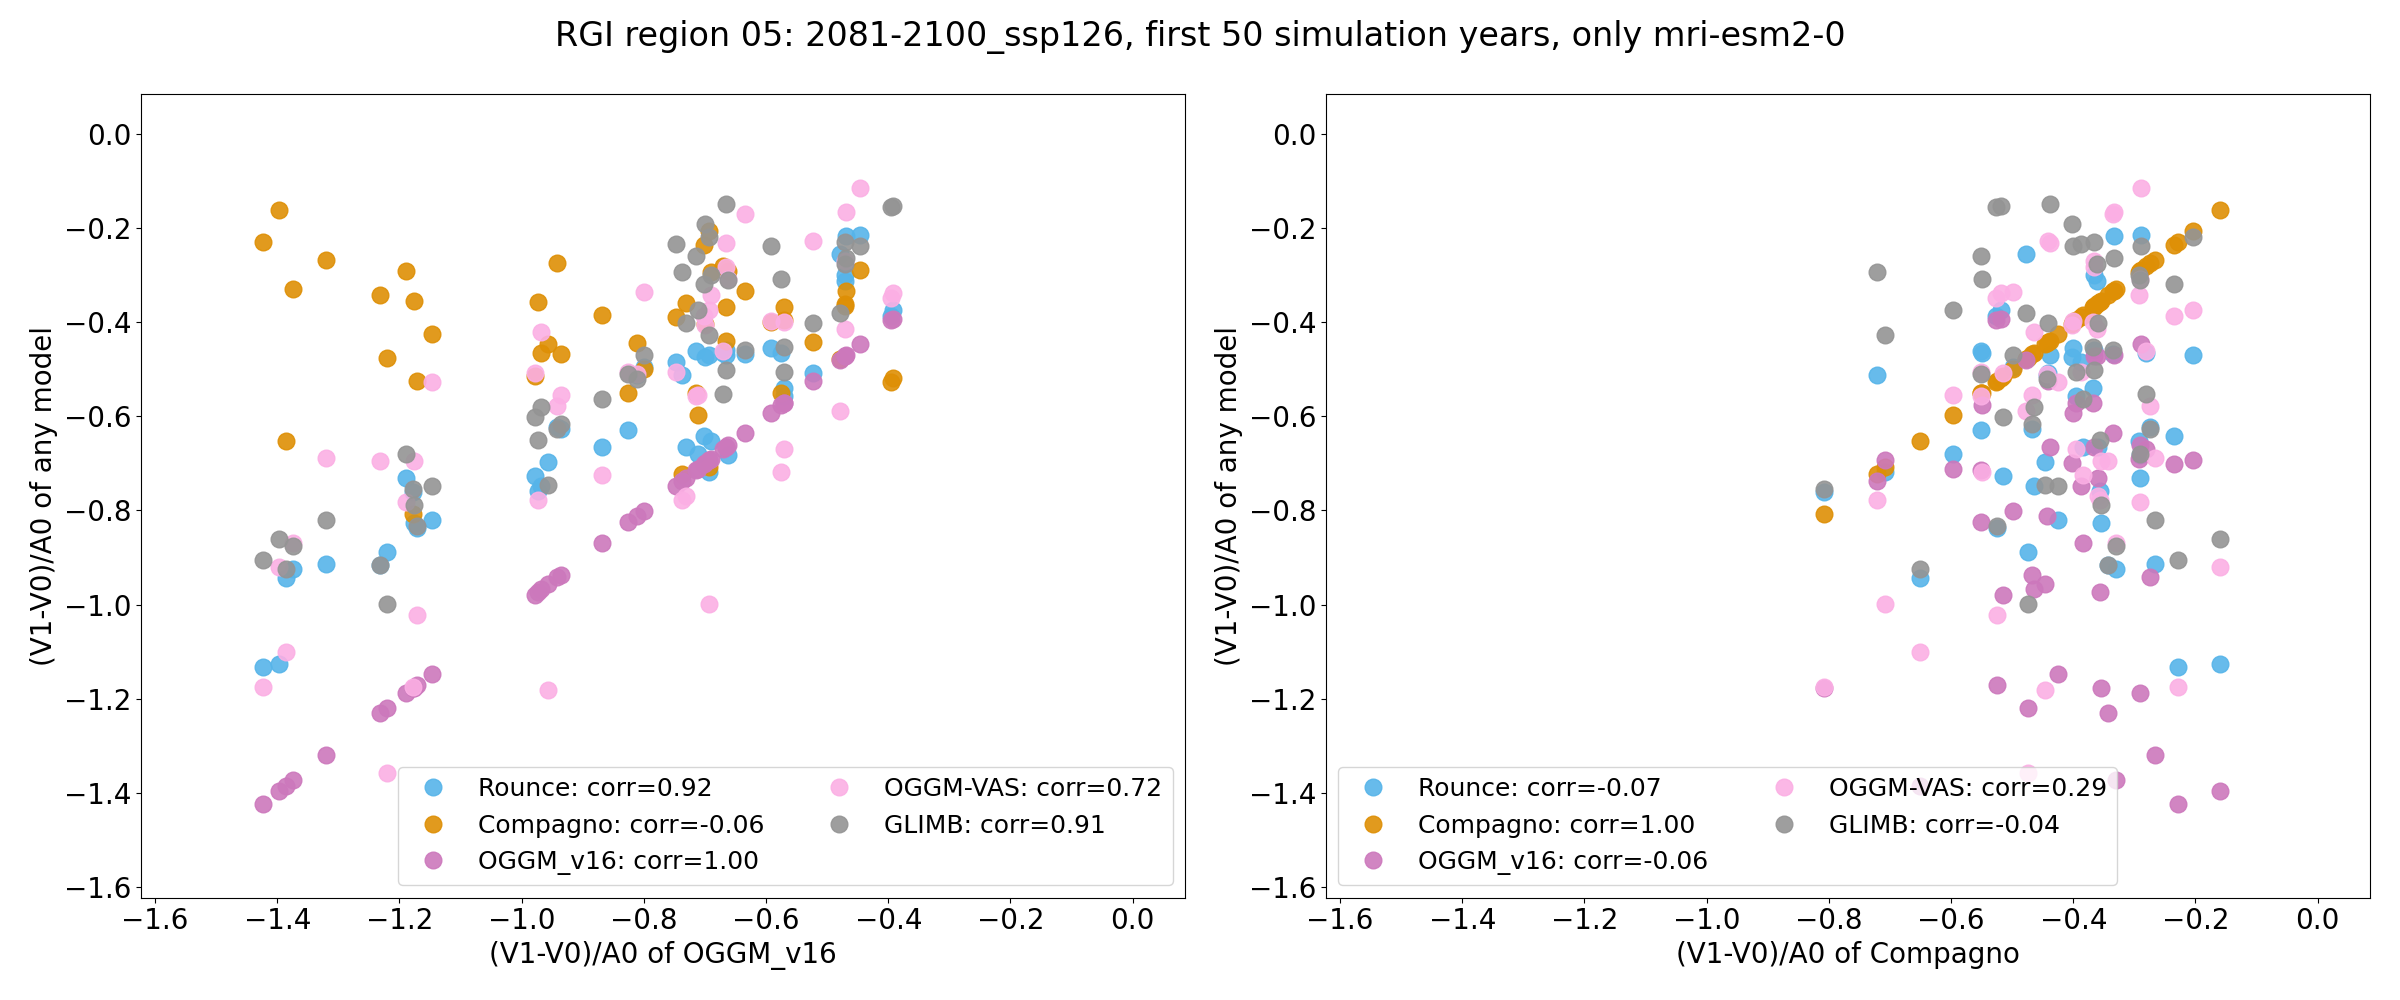 RGI region 05: 2081-2100_ssp126, first 50 simulation years, only mri-esm2-0
(V1-V0)/A0 of any model
0.0
−0.2
−0.4
−0.6
−0.8
−1.0
−1.2
−1.4
−1.6
Rounce: corr=0.92
Compagno: corr=-0.06
OGGM_v16: corr=1.00
OGGM-VAS: corr=0.72
GLIMB: corr=0.91
−1.6 −1.4 −1.2 −1.0 −0.8 −0.6 −0.4 −0.2 0.0
(V1-V0)/A0 of OGGM_v16
(V1-V0)/A0 of any model
0.0
−0.2
−0.4
−0.6
−0.8
−1.0
−1.2
−1.4
−1.6
Rounce: corr=-0.07
Compagno: corr=1.00
OGGM_v16: corr=-0.06
OGGM-VAS: corr=0.29
GLIMB: corr=-0.04
−1.6 −1.4 −1.2 −1.0 −0.8 −0.6 −0.4 −0.2 0.0
(V1-V0)/A0 of Compagno